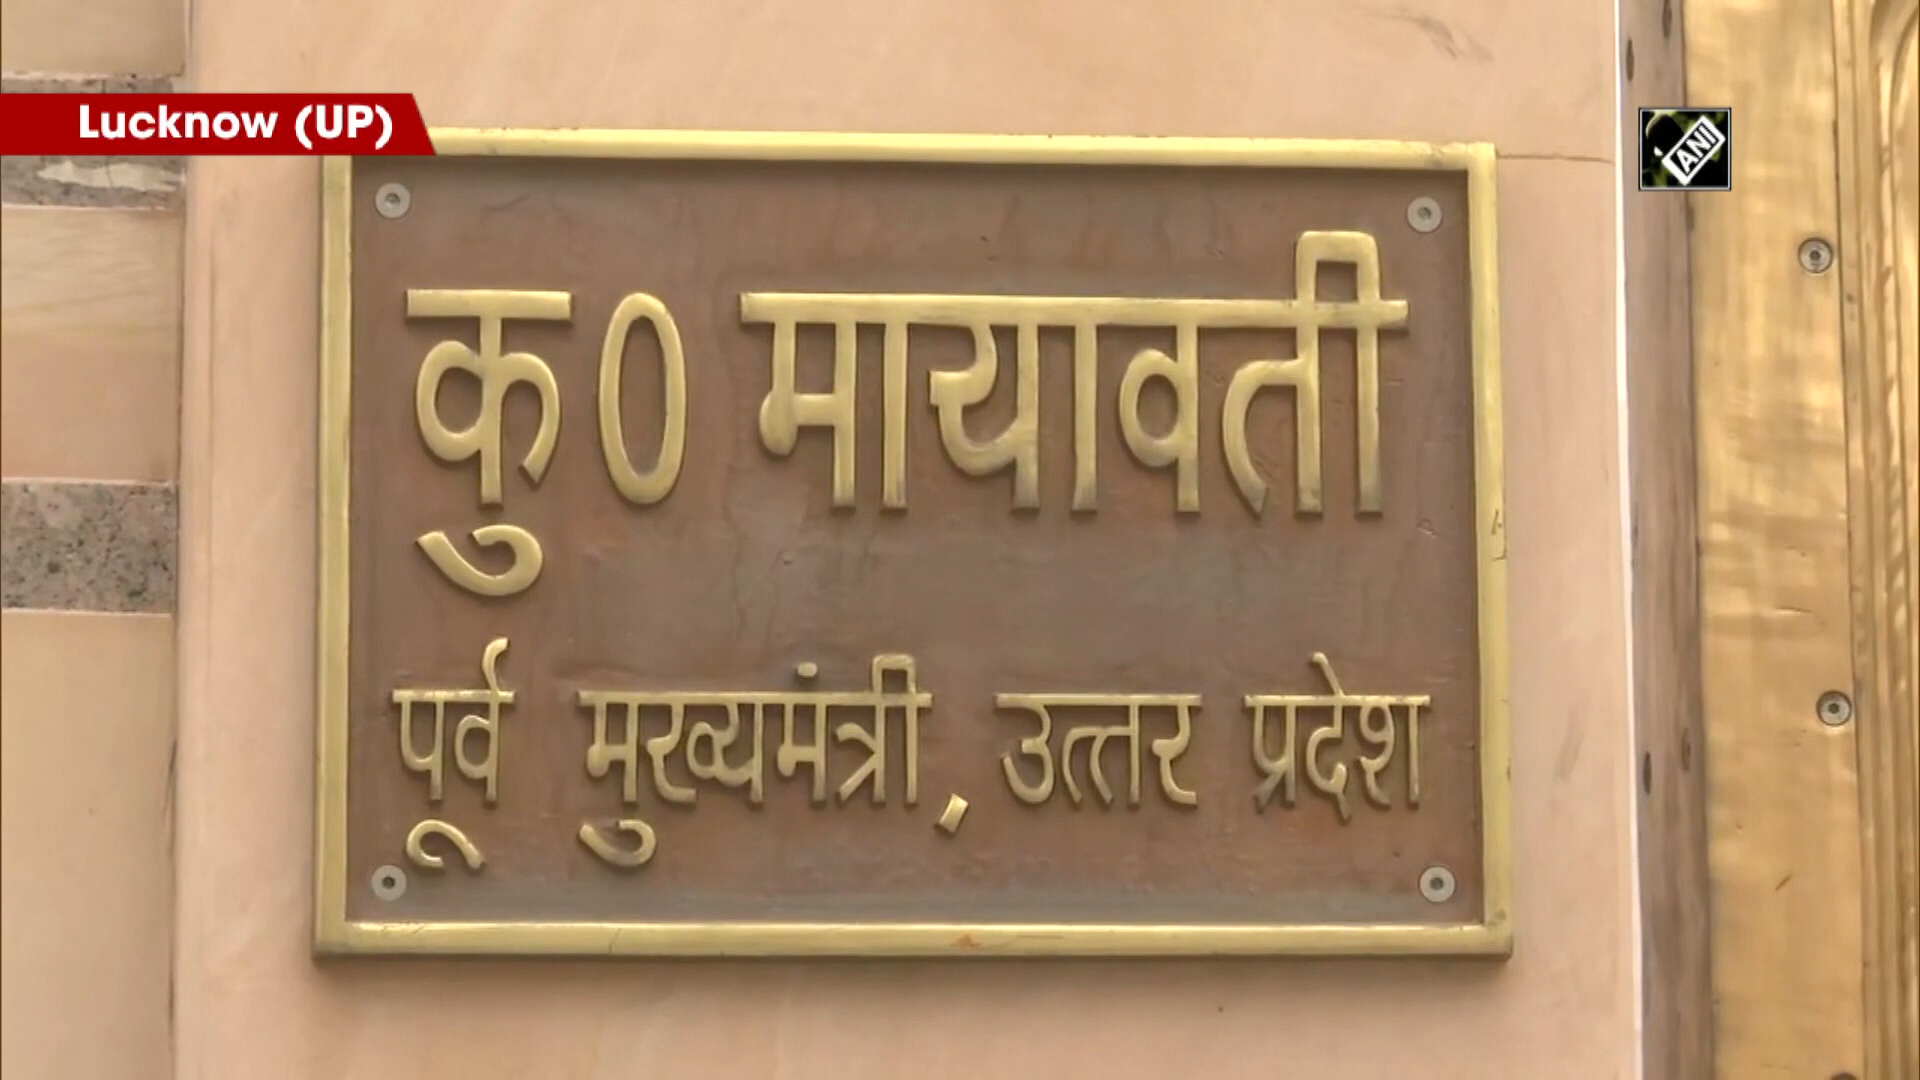 Lucknow (UP)
ANI
कु0 मायावती
पूर्व मुख्यमंत्री, उत्तर प्रदेश